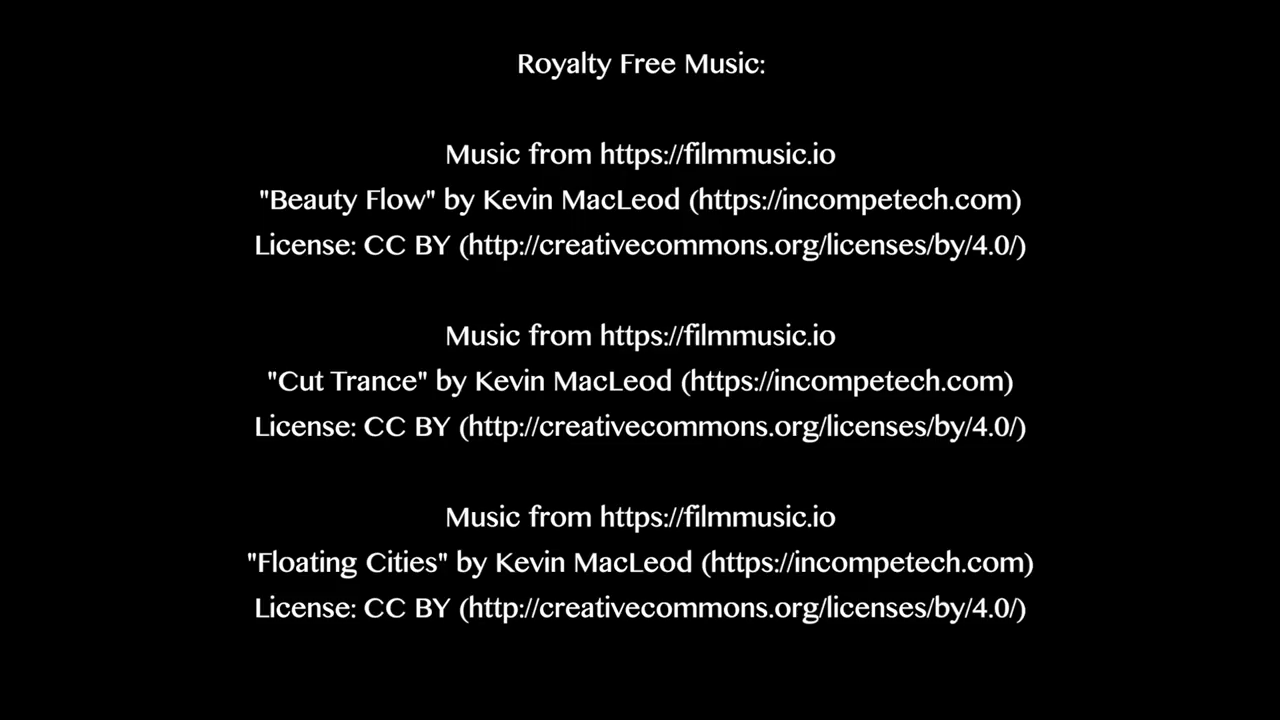 Royalty Free Music:
Music from https://filmmusic.io
"Beauty Flow" by Kevin MacLeod (https://incompetech.com)
License: CC BY (http://creativecommons.org/licenses/by/4.0/)
Music from https://filmmusic.io
"Cut Trance" by Kevin MacLeod (https://incompetech.com)
License: CC BY (http://creativecommons.org/licenses/by/4.0/)
Music from https://filmmusic.io
"Floating Cities" by Kevin MacLeod (https://incompetech.com)
License: CC BY (http://creativecommons.org/licenses/by/4.0/)